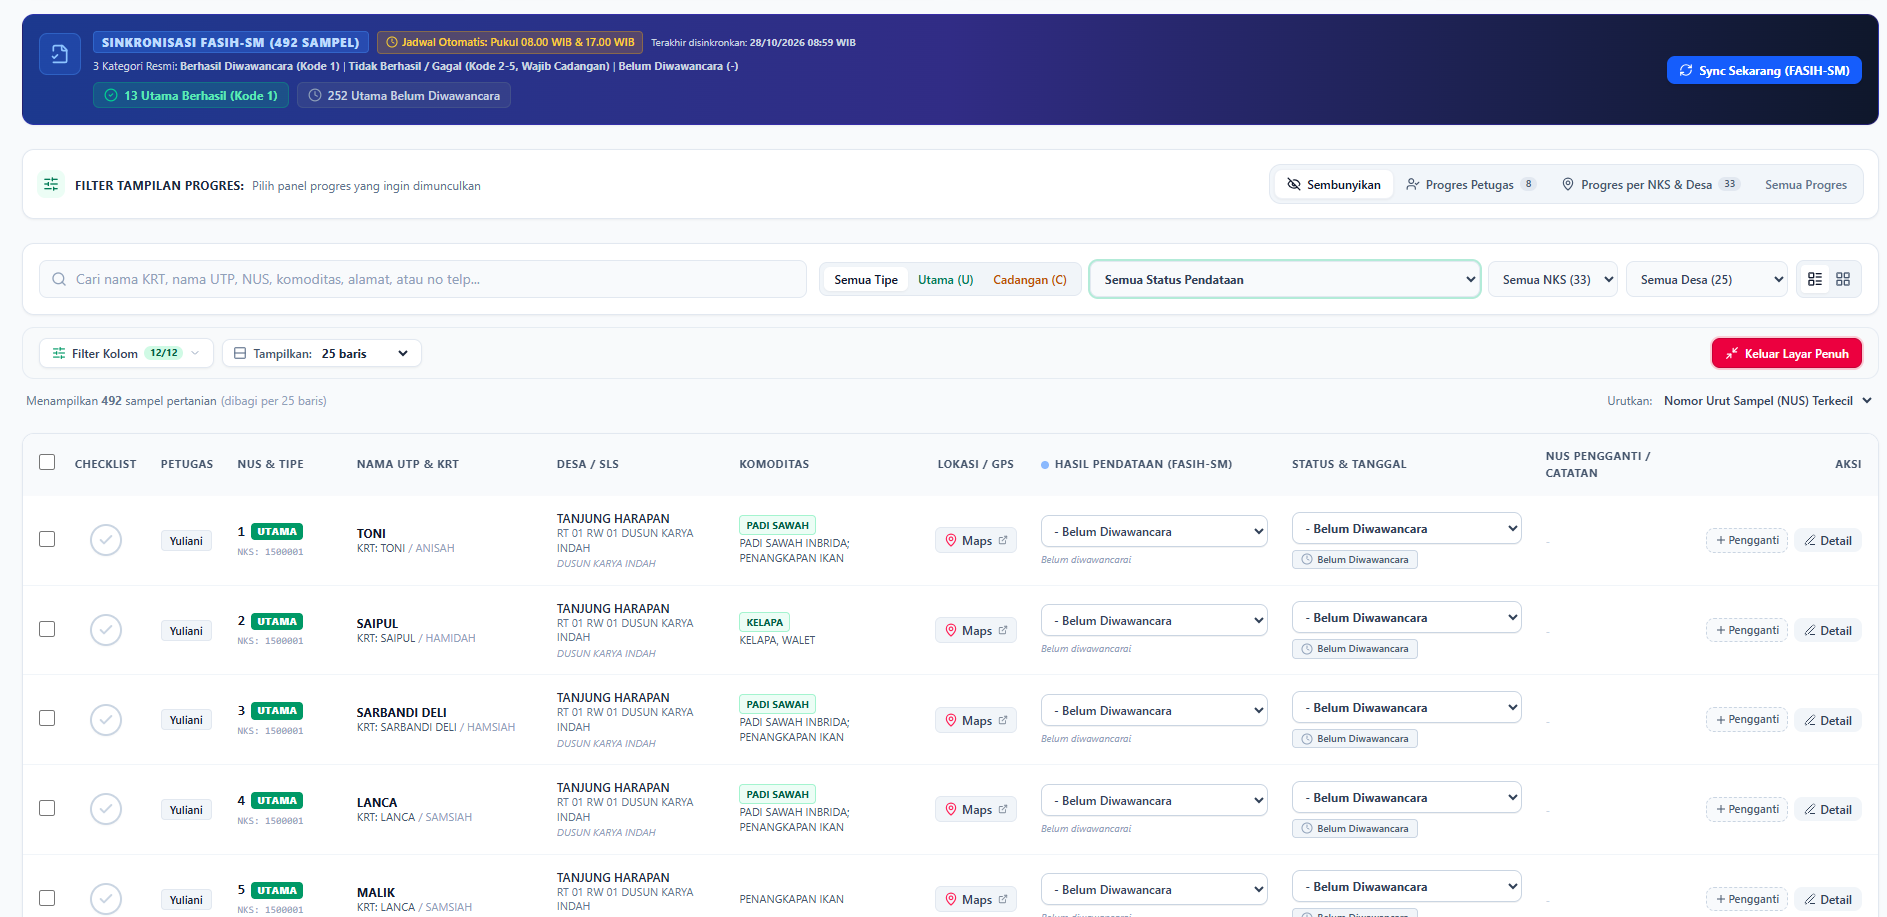 SINKRONISASI FASIH-SM (492 SAMPEL)
Jadwal Otomatis: Pukul 08.00 WIB & 17.00 WIB
Terakhir disinkronkan: 28/10/2026 08:59 WIB
3 Kategori Resmi: Berhasil Diwawancara (Kode 1) | Tidak Berhasil / Gagal (Kode 2-5, Wajib Cadangan) | Belum Diwawancara (-)
13 Utama Berhasil (Kode 1)
252 Utama Belum Diwawancara
Sync Sekarang (FASIH-SM)
FILTER TAMPILAN PROGRES: Pilih panel progres yang ingin dimunculkan
Sembunyikan
Progres Petugas 8
Progres per NKS & Desa 33
Semua Progres
Cari nama KRT, nama UTP, NUS, komoditas, alamat, atau no telp...
Semua Tipe
Utama (U)
Cadangan (C)
Semua Status Pendataan
Semua NKS (33)
Semua Desa (25)
Filter Kolom 12/12
Tampilkan: 25 baris
Keluar Layar Penuh
Menampilkan 492 sampel pertanian (dibagi per 25 baris)
Urutkan: Nomor Urut Sampel (NUS) Terkecil
CHECKLIST
PETUGAS
NUS & TIPE
NAMA UTP & KRT
DESA / SLS
KOMODITAS
LOKASI / GPS
HASIL PENDATAAN (FASIH-SM)
STATUS & TANGGAL
NUS PENGGANTI /
CATATAN
AKSI
Yuliani
1 UTAMA
NKS: 1500001
TONI
KRT: TONI / ANISAH
TANJUNG HARAPAN
RT 01 RW 01 DUSUN KARYA
INDAH
DUSUN KARYA INDAH
PADI SAWAH
PADI SAWAH INBRIDA;
PENANGKAPAN IKAN
Maps
- Belum Diwawancara
Belum diwawancarai
- Belum Diwawancara
Belum Diwawancara
-
+ Pengganti
Detail
Yuliani
2 UTAMA
NKS: 1500001
SAIPUL
KRT: SAIPUL / HAMIDAH
TANJUNG HARAPAN
RT 01 RW 01 DUSUN KARYA
INDAH
DUSUN KARYA INDAH
KELAPA
KELAPA, WALET
Maps
- Belum Diwawancara
Belum diwawancarai
- Belum Diwawancara
Belum Diwawancara
-
+ Pengganti
Detail
Yuliani
3 UTAMA
NKS: 1500001
SARBANDI DELI
KRT: SARBANDI DELI / HAMSIAH
TANJUNG HARAPAN
RT 01 RW 01 DUSUN KARYA
INDAH
DUSUN KARYA INDAH
PADI SAWAH
PADI SAWAH INBRIDA;
PENANGKAPAN IKAN
Maps
- Belum Diwawancara
Belum diwawancarai
- Belum Diwawancara
Belum Diwawancara
-
+ Pengganti
Detail
Yuliani
4 UTAMA
NKS: 1500001
LANCA
KRT: LANCA / SAMSIAH
TANJUNG HARAPAN
RT 01 RW 01 DUSUN KARYA
INDAH
DUSUN KARYA INDAH
PADI SAWAH
PADI SAWAH INBRIDA;
PENANGKAPAN IKAN
Maps
- Belum Diwawancara
Belum diwawancarai
- Belum Diwawancara
Belum Diwawancara
-
+ Pengganti
Detail
Yuliani
5 UTAMA
NKS: 1500001
MALIK
KRT: LANCA / SAMSIAH
TANJUNG HARAPAN
RT 01 RW 01 DUSUN KARYA
INDAH
PENANGKAPAN IKAN
Maps
- Belum Diwawancara
- Belum Diwawancara
-
+ Pengganti
Detail